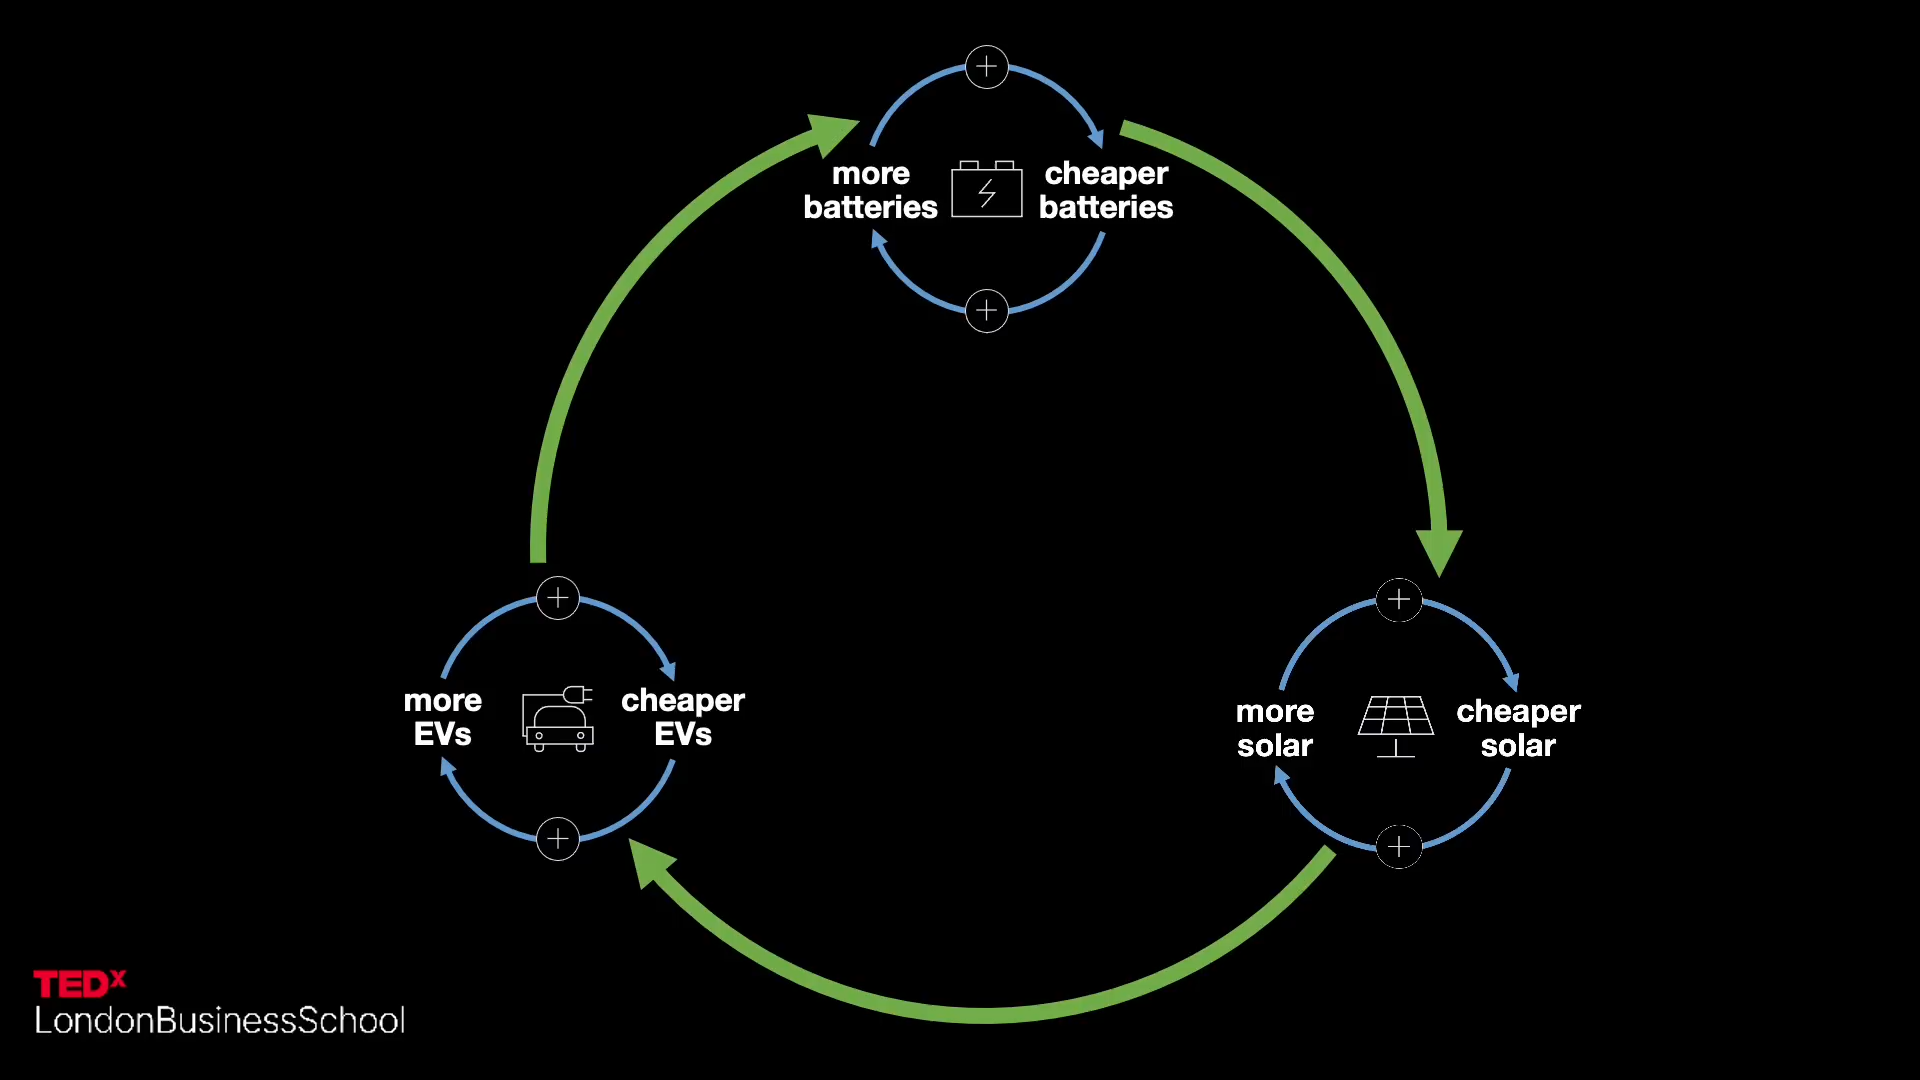 more
batteries
cheaper
batteries
more
EVs
cheaper
EVs
more
solar
cheaper
solar
TEDx
LondonBusinessSchool